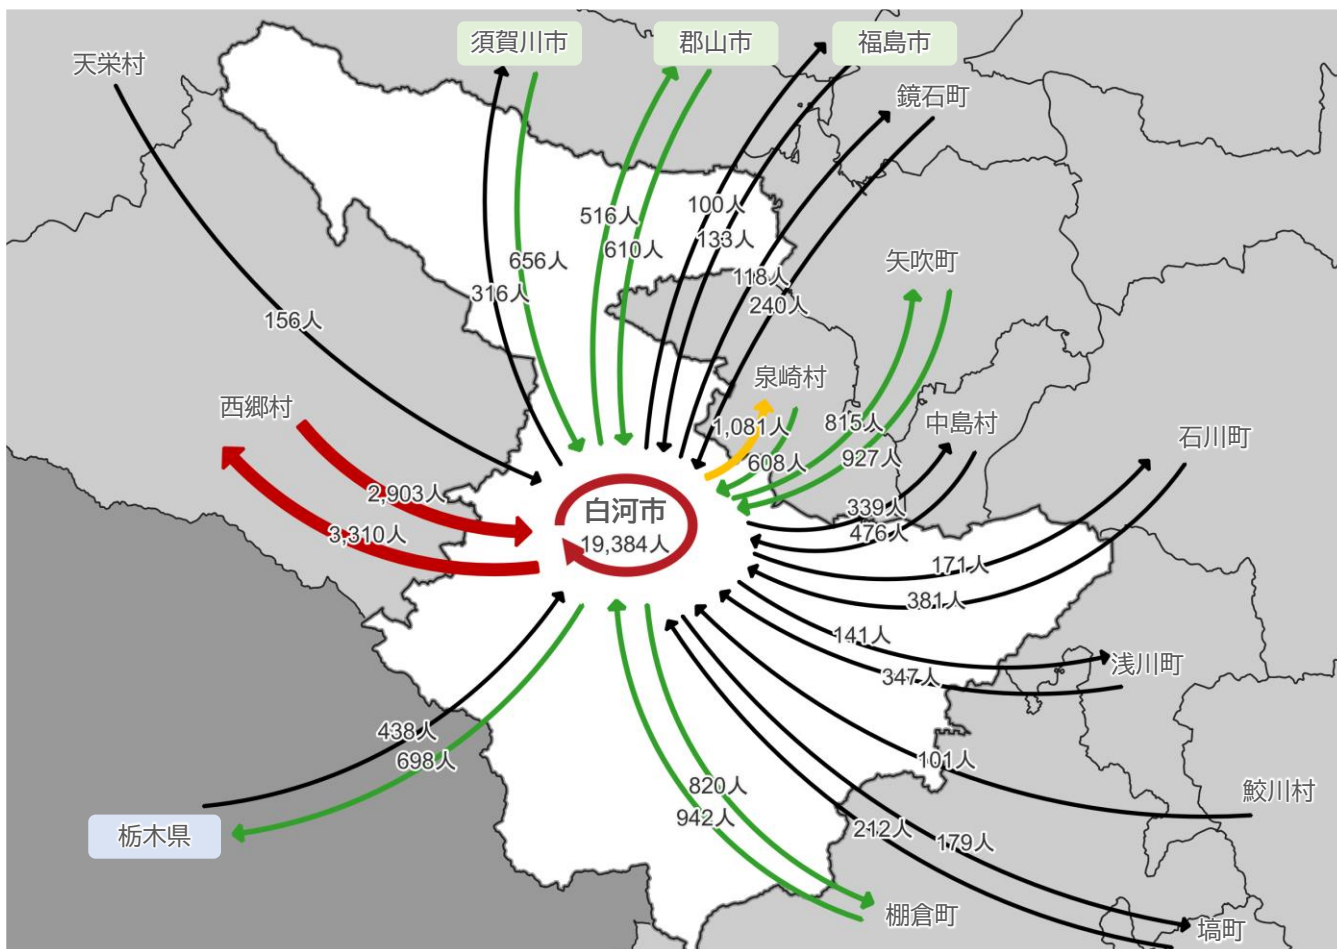 須賀川市
郡山市
福島市
天栄村
鏡石町
100人
516人
133人
610人
656人
矢吹町
118人
316人
240人
156人
泉崎村
西郷村
1,081人
815人
中島村
石川町
608人
927人
2,903人
白河市
339人
3,310人
19,384人
476人
171人
381人
141人
浅川町
347人
438人
698人
101人
820人
鮫川村
942人
212人
栃木県
179人
棚倉町
塙町